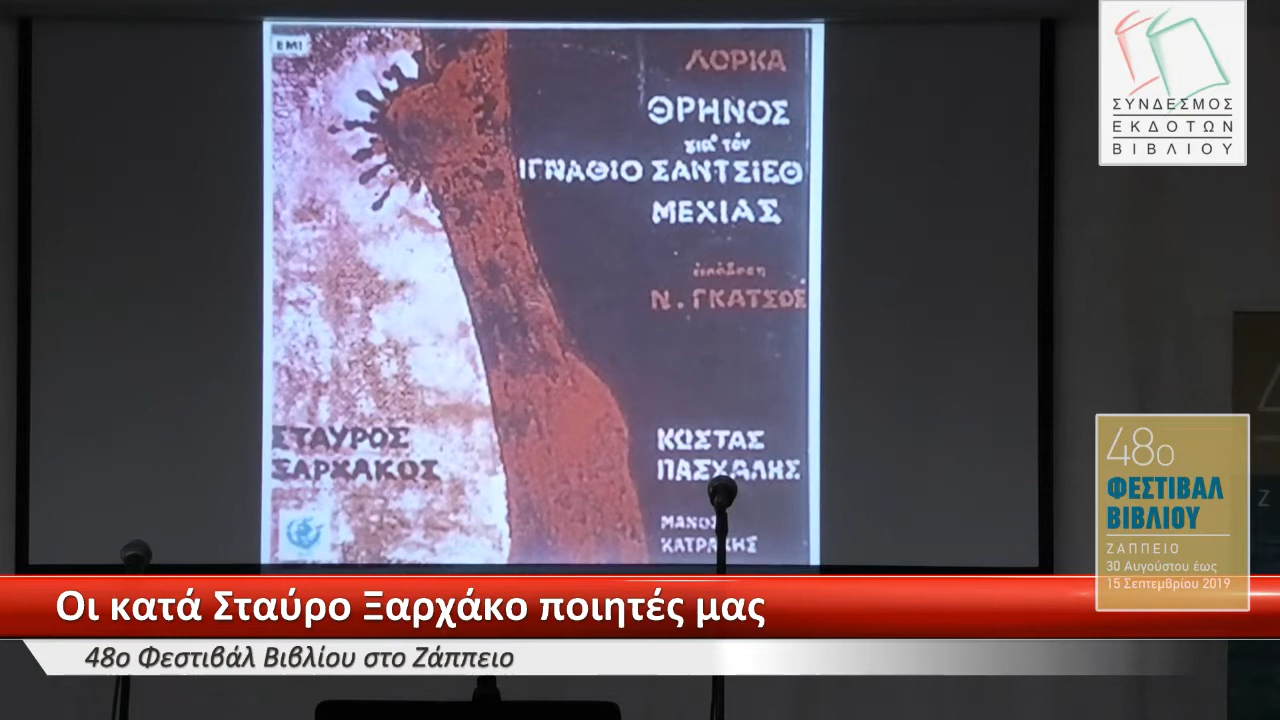 EMI
ΛΟΡΚΑ
ΘΡΗΝΟΣ
για τόν
ΙΓΝΑΘΙΟ ΣΑΝΤΣΙΕΘ
ΜΕΧΙΑΣ
ἀπόδοση
Ν. ΓΚΑΤΣΟΣ
ΣΤΑΥΡΟΣ
ΞΑΡΧΑΚΟΣ
ΚΩΣΤΑΣ
ΠΑΣΧΑΛΗΣ
ΜΑΝΟΣ
ΚΑΤΡΑΚΗΣ
ΣΥΝΔΕΣΜΟΣ
ΕΚΔΟΤΩΝ
ΒΙΒΛΙΟΥ
48ο
ΦΕΣΤΙΒΑΛ
ΒΙΒΛΙΟΥ
ΖΑΠΠΕΙΟ
30 Αυγούστου έως
15 Σεπτεμβρίου 2019
Οι κατά Σταύρο Ξαρχάκο ποιητές μας
48ο Φεστιβάλ Βιβλίου στο Ζάππειο